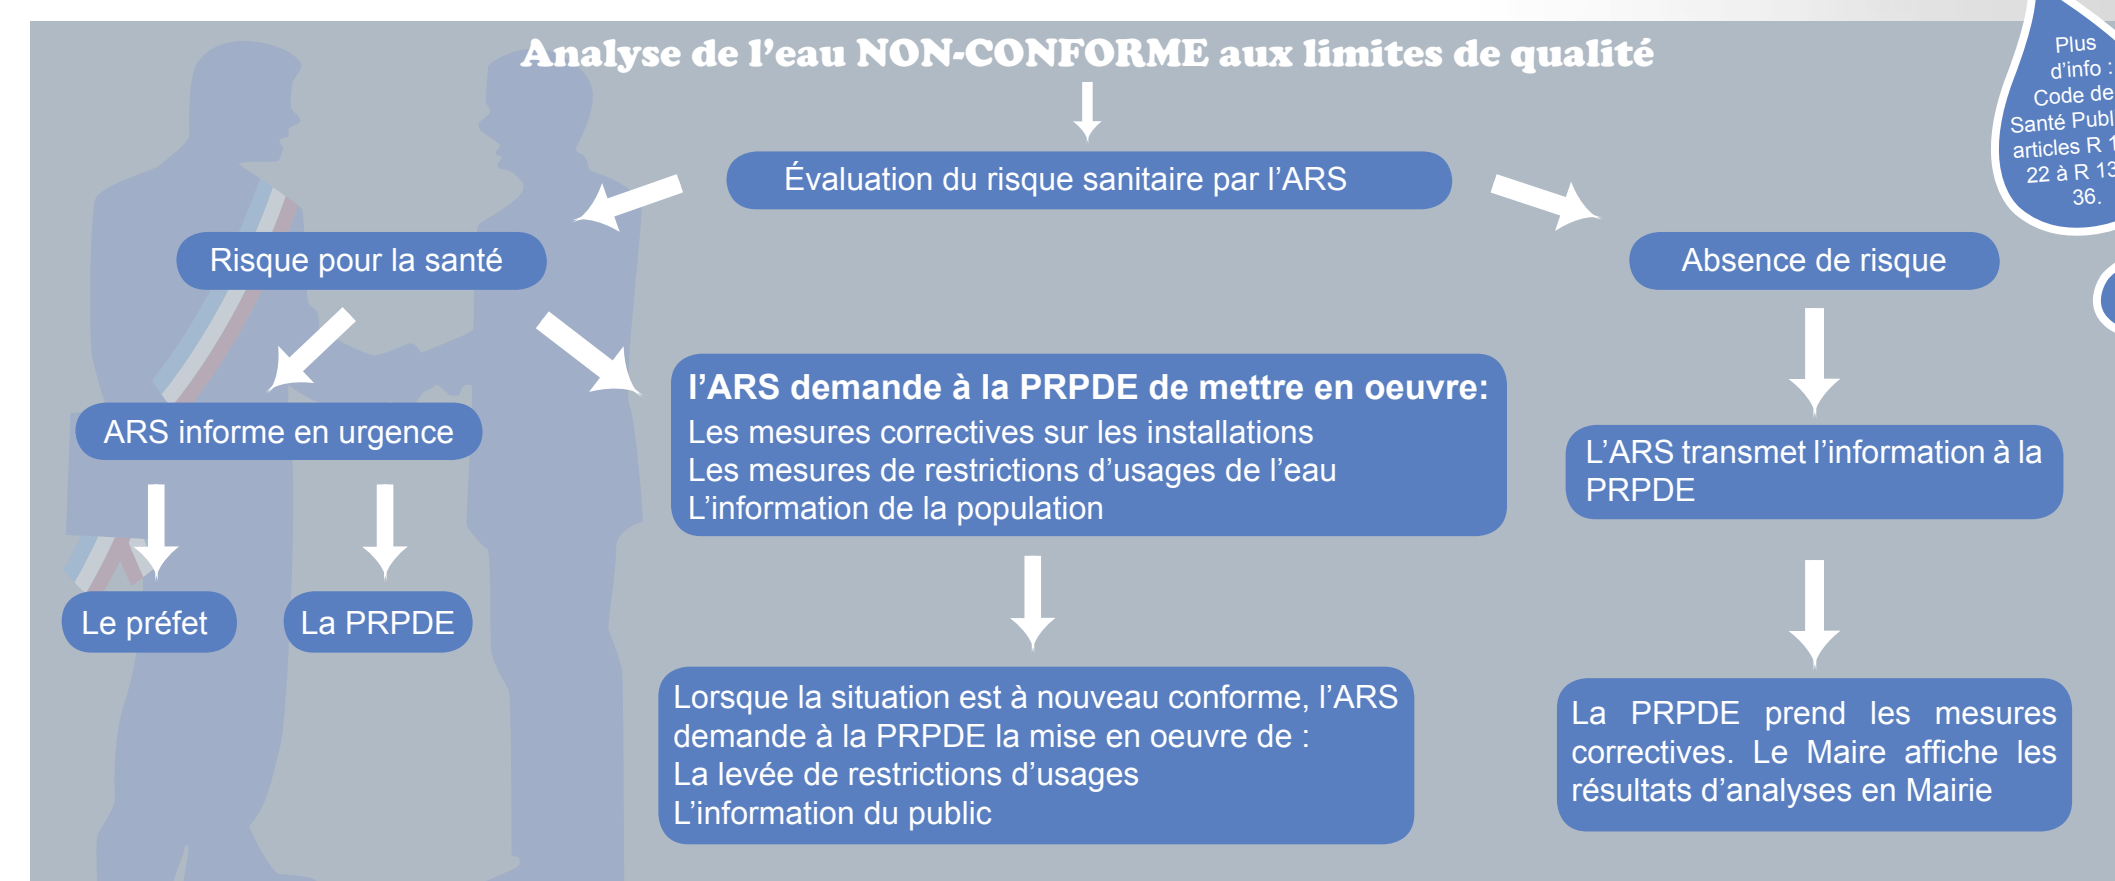 Analyse de l’eau NON-CONFORME aux limites de qualité
Plus
d’info :
Code de
Santé
articles R
22 à R
36.
Évaluation du risque sanitaire par l’ARS
Risque pour la santé
Absence de risque
ARS informe en urgence
l’ARS demande à la PRPDE de mettre en oeuvre:
Les mesures correctives sur les installations
Les mesures de restrictions d’usages de l’eau
L’information de la population
L’ARS transmet l’information à la
PRPDE
Le préfet
La PRPDE
Lorsque la situation est à nouveau conforme, l’ARS
demande à la PRPDE la mise en oeuvre de :
La levée de restrictions d’usages
L’information du public
La PRPDE prend les mesures
correctives. Le Maire affiche les
résultats d’analyses en Mairie